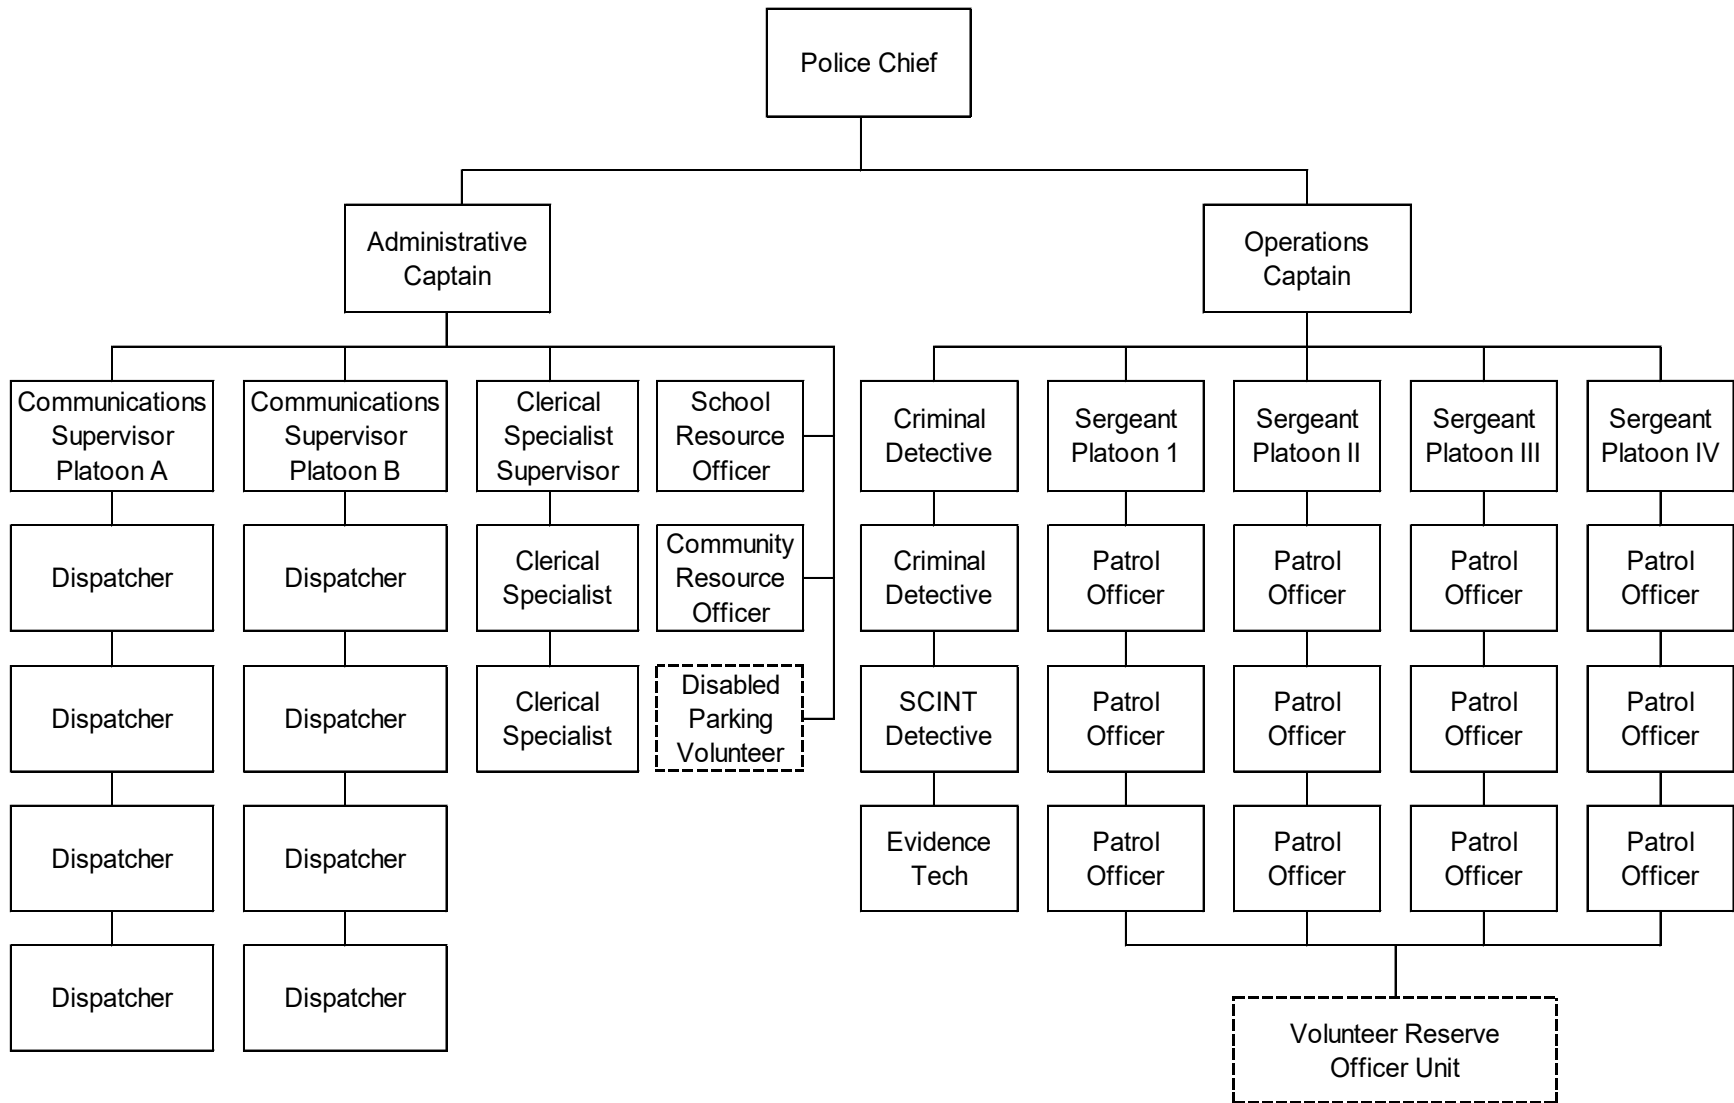 Police Chief
Administrative
Captain
Operations
Captain
Communications
Supervisor
Platoon A
Communications
Supervisor
Platoon B
Clerical
Specialist
Supervisor
School
Resource
Officer
Criminal
Detective
Sergeant
Platoon 1
Sergeant
Platoon II
Sergeant
Platoon III
Sergeant
Platoon IV
Dispatcher
Dispatcher
Clerical
Specialist
Community
Resource
Officer
Criminal
Detective
Patrol
Officer
Patrol
Officer
Patrol
Officer
Patrol
Officer
Dispatcher
Dispatcher
Clerical
Specialist
Disabled
Parking
Volunteer
SCINT
Detective
Patrol
Officer
Patrol
Officer
Patrol
Officer
Patrol
Officer
Dispatcher
Dispatcher
Evidence
Tech
Patrol
Officer
Patrol
Officer
Patrol
Officer
Patrol
Officer
Dispatcher
Dispatcher
Volunteer Reserve
Officer Unit